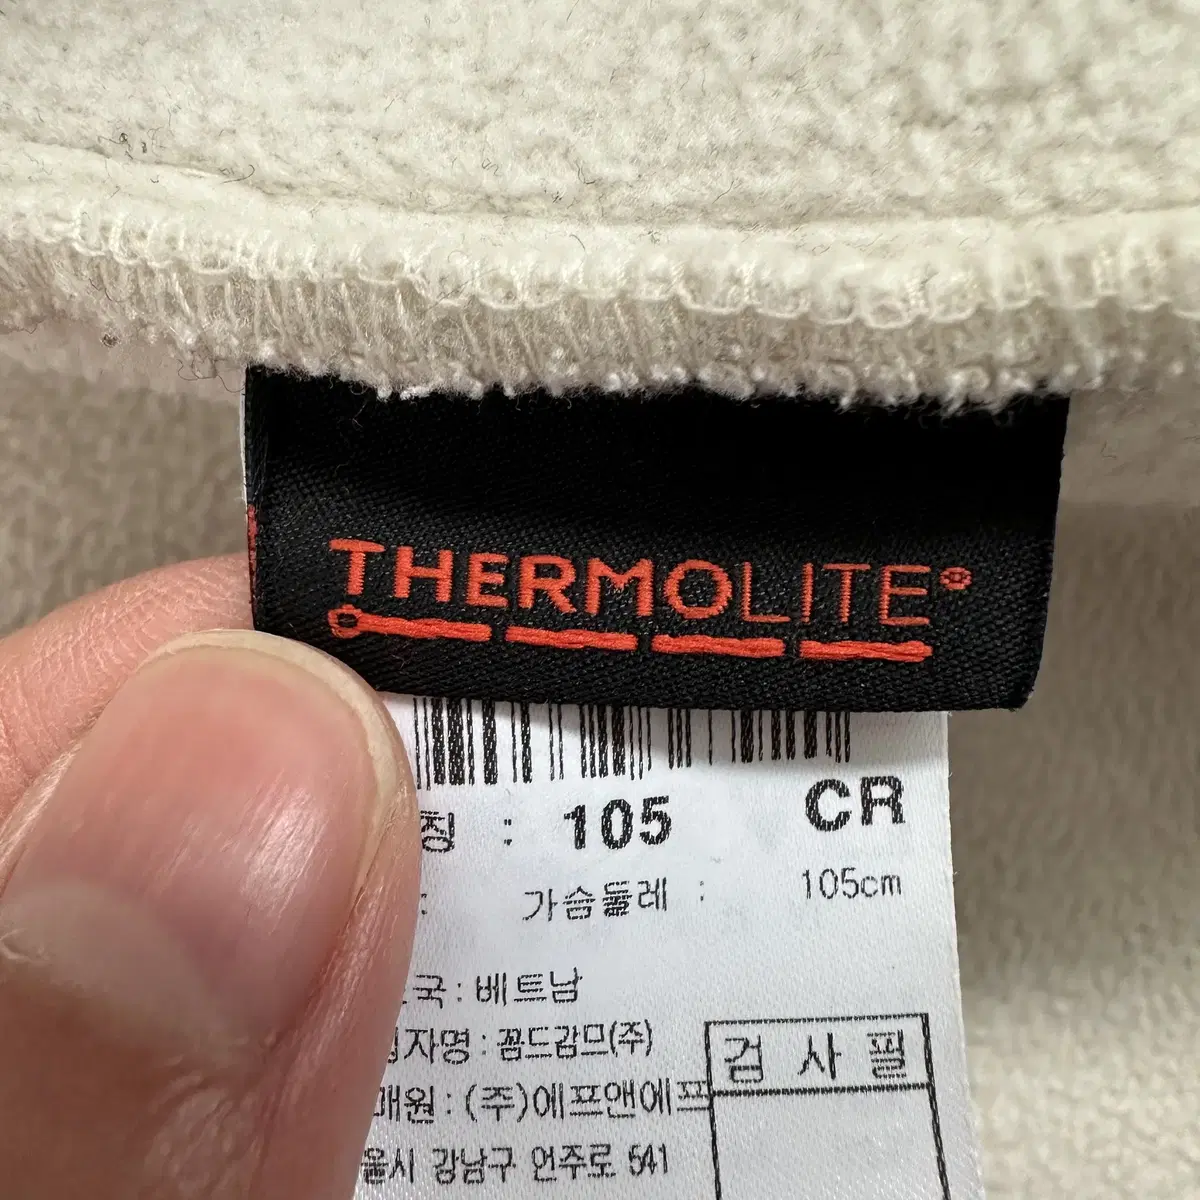 THERMOLITE®
칭 : 105 CR
: 가슴둘레 : 105cm
국 : 베트남
자명 : 꼼드감므(주)
매원 : (주)에프앤에프
울시 강남구 언주로 541
검 사 필